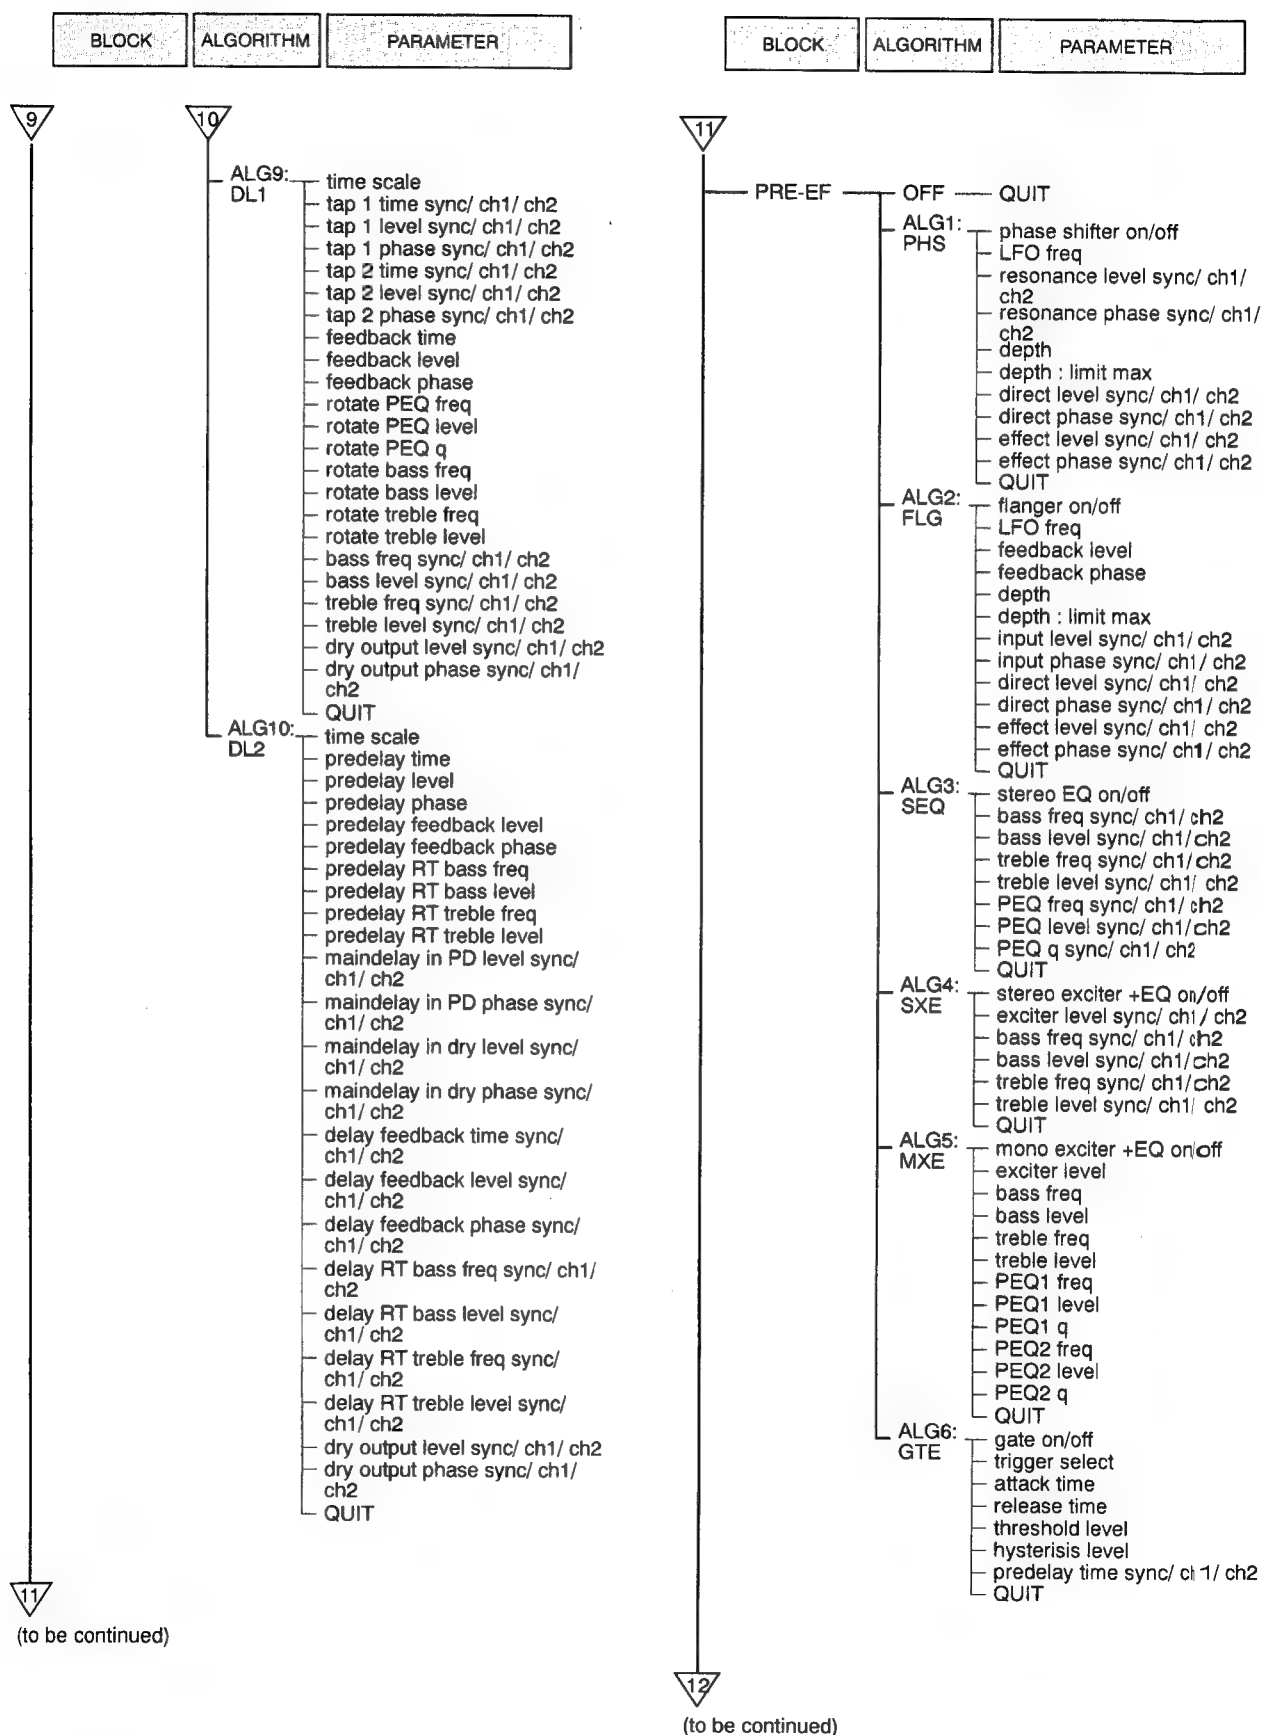 BLOCK ALGORITHM PARAMETER
9 10
ALG9:
DL1
time scale
tap 1 time sync/ ch1/ ch2
tap 1 level sync/ ch1/ ch2
tap 1 phase sync/ ch1/ ch2
tap 2 time sync/ ch1/ ch2
tap 2 level sync/ ch1/ ch2
tap 2 phase sync/ ch1/ ch2
feedback time
feedback level
feedback phase
rotate PEQ freq
rotate PEQ level
rotate PEQ q
rotate bass freq
rotate bass level
rotate treble freq
rotate treble level
bass freq sync/ ch1/ ch2
bass level sync/ ch1/ ch2
treble freq sync/ ch1/ ch2
treble level sync/ ch1/ ch2
dry output level sync/ ch1/ ch2
dry output phase sync/ ch1/
ch2
QUIT
ALG10:
DL2
time scale
predelay time
predelay level
predelay phase
predelay feedback level
predelay feedback phase
predelay RT bass freq
predelay RT bass level
predelay RT treble freq
predelay RT treble level
maindelay in PD level sync/
ch1/ ch2
maindelay in PD phase sync/
ch1/ ch2
maindelay in dry level sync/
ch1/ ch2
maindelay in dry phase sync/
ch1/ ch2
delay feedback time sync/
ch1/ ch2
delay feedback level sync/
ch1/ ch2
delay feedback phase sync/
ch1/ ch2
delay RT bass freq sync/ ch1/
ch2
delay RT bass level sync/
ch1/ ch2
delay RT treble freq sync/
ch1/ ch2
delay RT treble level sync/
ch1/ ch2
dry output level sync/ ch1/ ch2
dry output phase sync/ ch1/
ch2
QUIT
11
(to be continued)
BLOCK ALGORITHM PARAMETER
11
PRE-EF OFF QUIT
ALG1:
PHS
phase shifter on/off
LFO freq
resonance level sync/ ch1/
ch2
resonance phase sync/ ch1/
ch2
depth
depth : limit max
direct level sync/ ch1/ ch2
direct phase sync/ ch1/ ch2
effect level sync/ ch1/ ch2
effect phase sync/ ch1/ ch2
QUIT
ALG2:
FLG
flanger on/off
LFO freq
feedback level
feedback phase
depth
depth : limit max
input level sync/ ch1/ ch2
input phase sync/ ch1/ ch2
direct level sync/ ch1/ ch2
direct phase sync/ ch1/ ch2
effect level sync/ ch1/ ch2
effect phase sync/ ch1/ ch2
QUIT
ALG3:
SEQ
stereo EQ on/off
bass freq sync/ ch1/ ch2
bass level sync/ ch1/ch2
treble freq sync/ ch1/ch2
treble level sync/ ch1/ ch2
PEQ freq sync/ ch1/ ch2
PEQ level sync/ ch1/ch2
PEQ q sync/ ch1/ ch2
QUIT
ALG4:
SXE
stereo exciter +EQ on/off
exciter level sync/ ch1/ ch2
bass freq sync/ ch1/ ch2
bass level sync/ ch1/ch2
treble freq sync/ ch1/ch2
treble level sync/ ch1/ ch2
QUIT
ALG5:
MXE
mono exciter +EQ on/off
exciter level
bass freq
bass level
treble freq
treble level
PEQ1 freq
PEQ1 level
PEQ1 q
PEQ2 freq
PEQ2 level
PEQ2 q
QUIT
ALG6:
GTE
gate on/off
trigger select
attack time
release time
threshold level
hysterisis level
predelay time sync/ ch1/ ch2
QUIT
12
(to be continued)